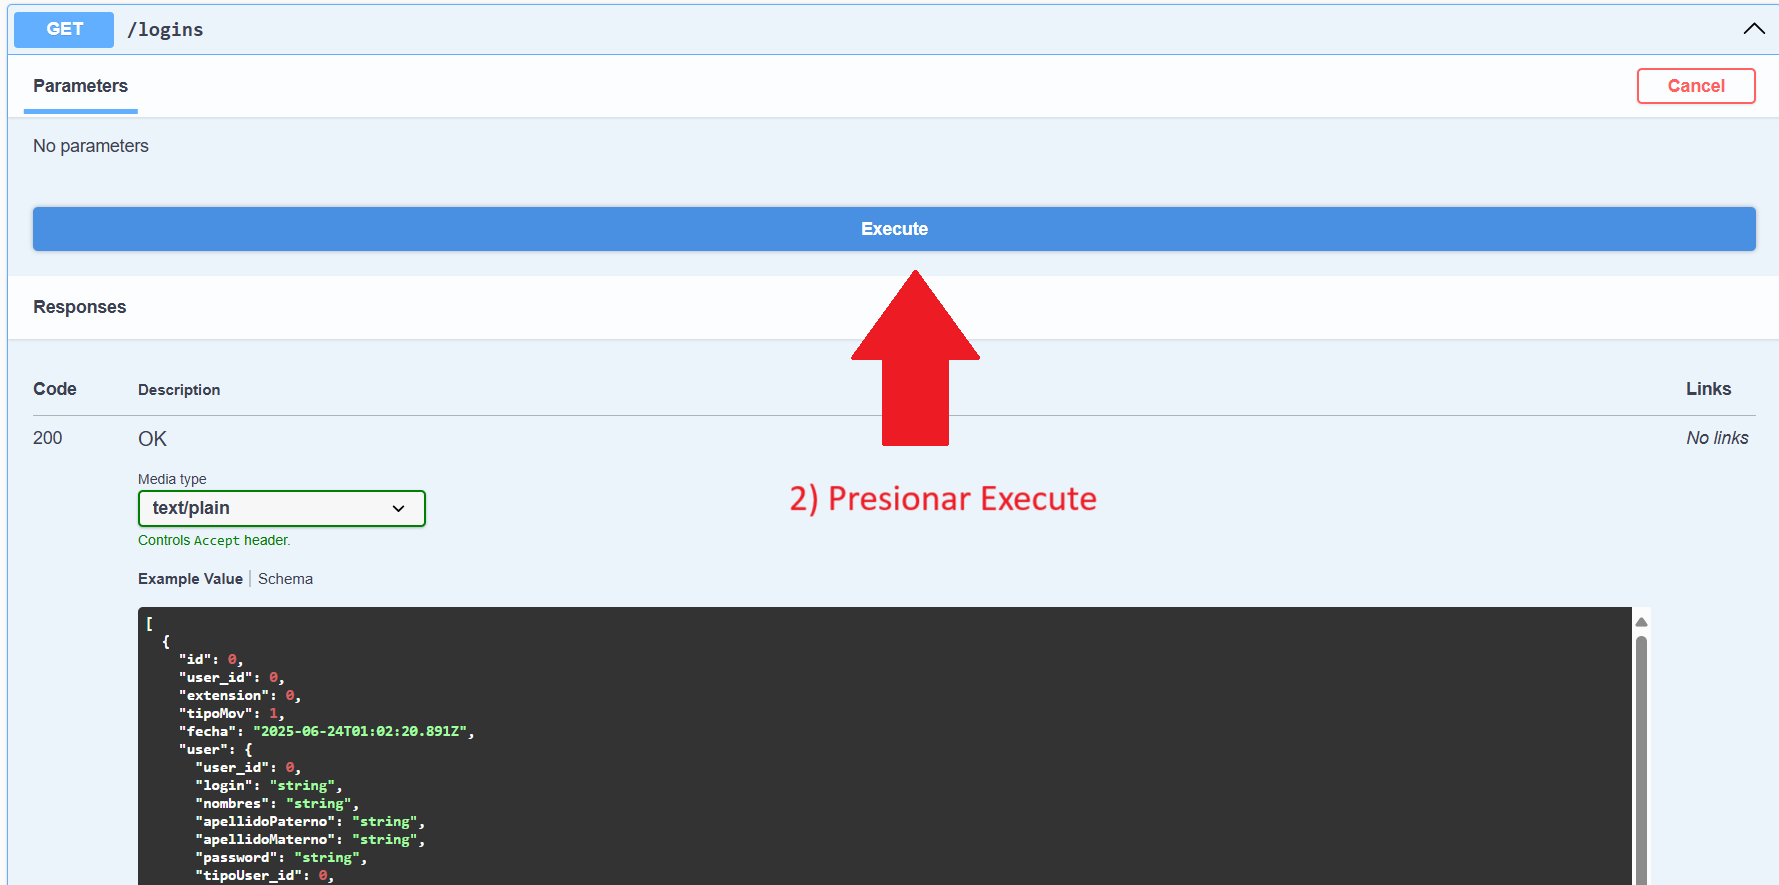 GET /logins
Parameters
Cancel
No parameters
Execute
Responses
Code Description Links
200 OK No links
Media type
text/plain
Controls Accept header.
2) Presionar Execute
Example Value | Schema
[
  {
    "id": 0,
    "user_id": 0,
    "extension": 0,
    "tipoMov": 1,
    "fecha": "2025-06-24T01:02:20.891Z",
    "user": {
      "user_id": 0,
      "login": "string",
      "nombres": "string",
      "apellidoPaterno": "string",
      "apellidoMaterno": "string",
      "password": "string",
      "tipoUser_id": 0,